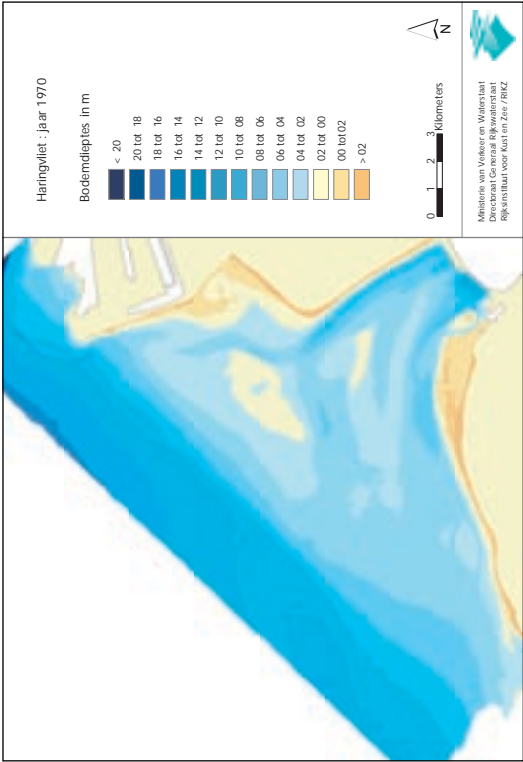 Haringvliet : jaar 1970
Bodemdieptes in m
< 20
20 tot 18
18 tot 16
16 tot 14
14 tot 12
12 tot 10
10 tot 08
08 tot 06
06 tot 04
04 tot 02
02 tot 00
00 tot 02
> 02
0 1 2 3 Kilometers
N
Ministerie van Verkeer en Waterstaat
Directoraat Generaal Rijkswaterstaat
Rijksinstituut voor Kust en Zee / RIKZ